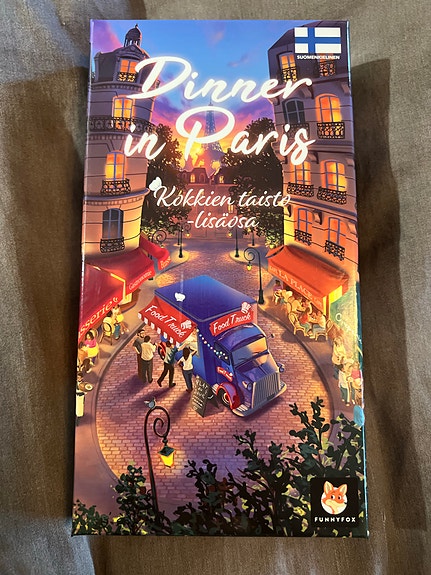 SUOMENKIELINEN
Dinner
in Paris
Kokkien taisto
-lisäosa
Food Truck
Food Truck
FUNNYFOX